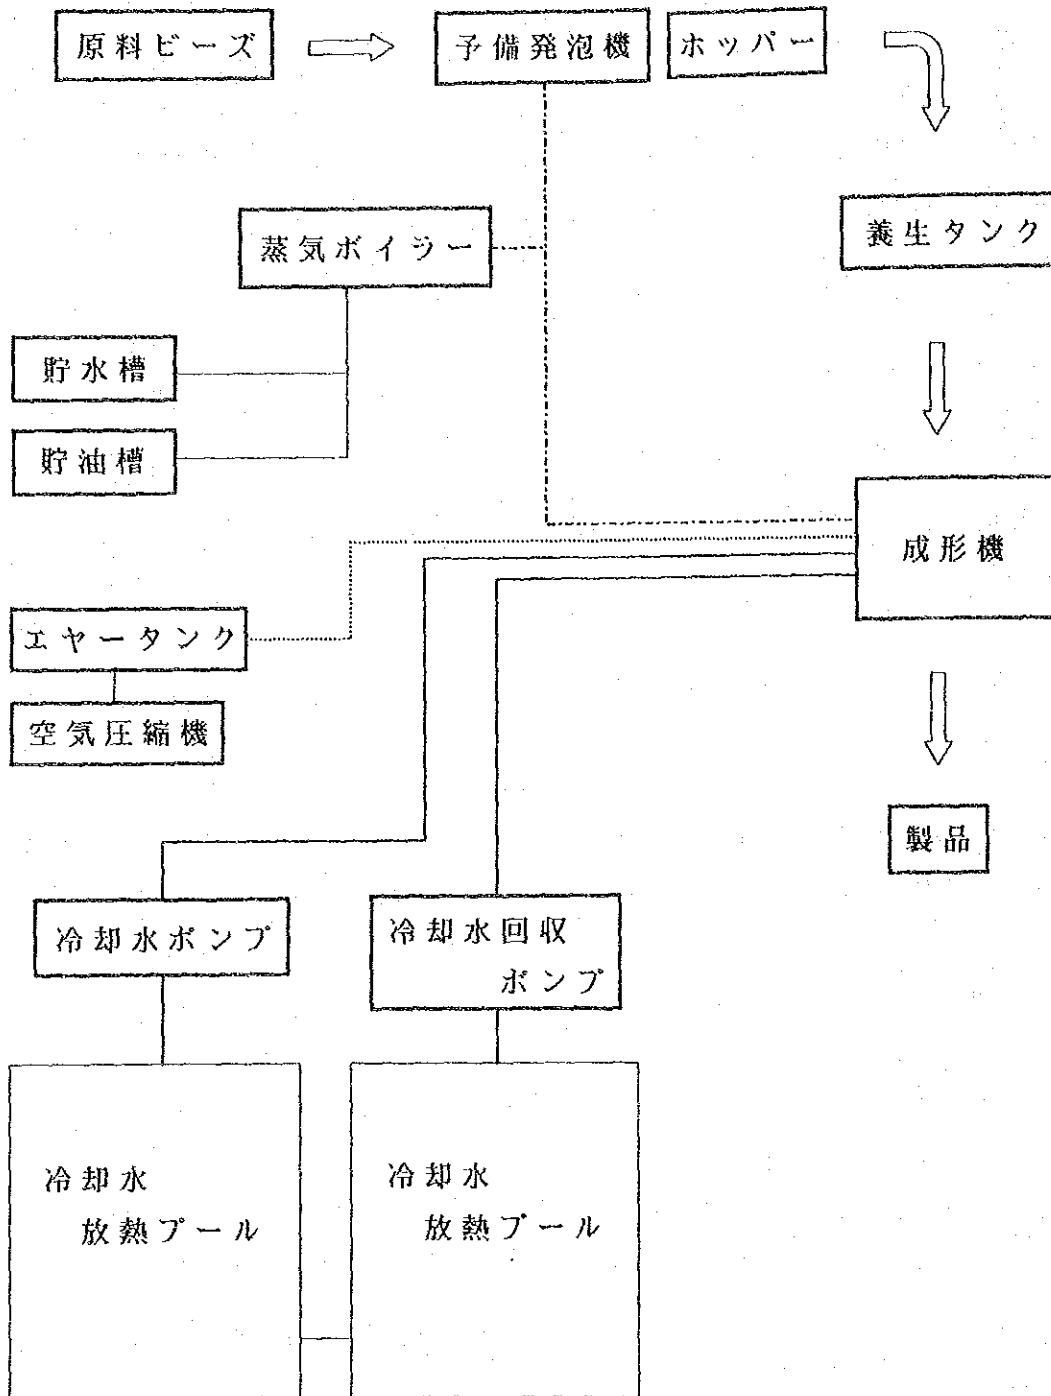 原料ビーズ
予備発泡機
ホッパー
蒸気ボイラー
養生タンク
貯水槽
貯油槽
成形機
エヤータンク
空気圧縮機
製品
冷却水ポンプ
冷却水回収
ポンプ
冷却水
放熱プール
冷却水
放熱プール